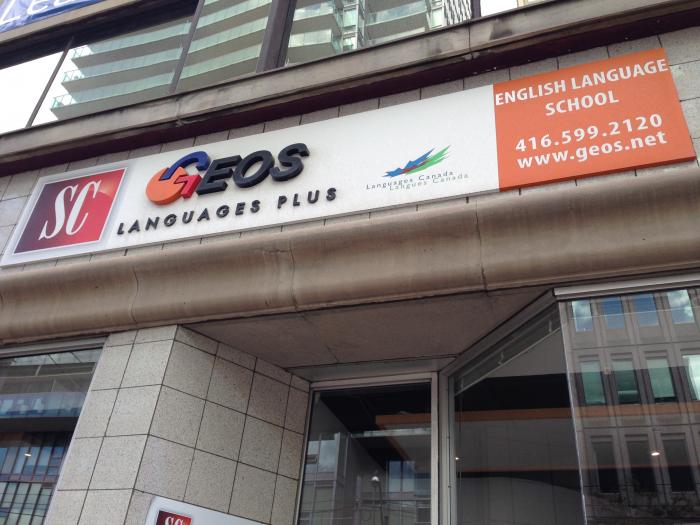 SC
GEOS
LANGUAGES PLUS
Languages Canada
Langues Canada
ENGLISH LANGUAGE
SCHOOL
416.599.2120
www.geos.net
SC